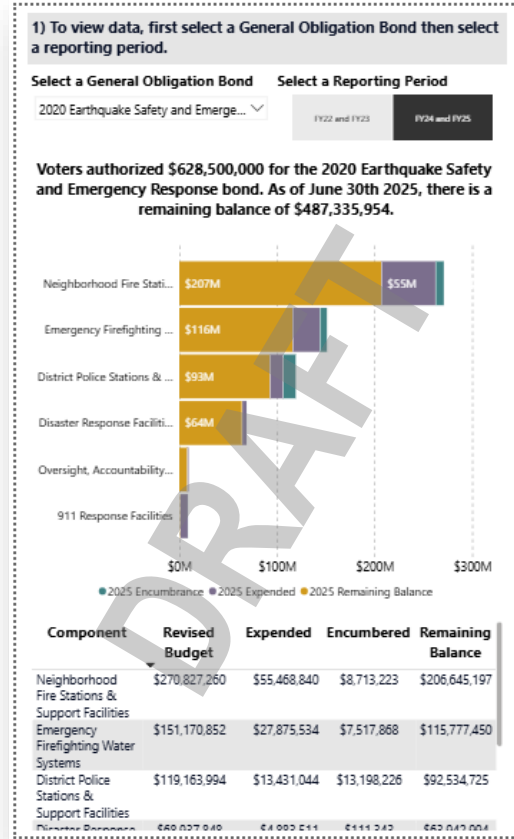 1) To view data, first select a General Obligation Bond then select
a reporting period.
Select a General Obligation Bond Select a Reporting Period
2020 Earthquake Safety and Emerge...
FY22 and FY23 FY24 and FY25
Voters authorized $628,500,000 for the 2020 Earthquake Safety
and Emergency Response bond. As of June 30th 2025, there is a
remaining balance of $487,335,954.
Neighborhood Fire Stati... $207M $55M
Emergency Firefighting ... $116M
District Police Stations & ... $93M
Disaster Response Faciliti... $64M
Oversight, Accountability...
911 Response Facilities
$0M $100M $200M $300M
2025 Encumbrance 2025 Expended 2025 Remaining Balance
DRAFT
Component Revised Expended Encumbered Remaining
Budget Balance
Neighborhood $270,827,260 $55,468,840 $8,713,223 $206,645,197
Fire Stations &
Support Facilities
Emergency $151,170,852 $27,875,534 $7,517,868 $115,777,450
Firefighting Water
Systems
District Police $119,163,994 $13,431,044 $13,198,226 $92,534,725
Stations &
Support Facilities
Disaster Response